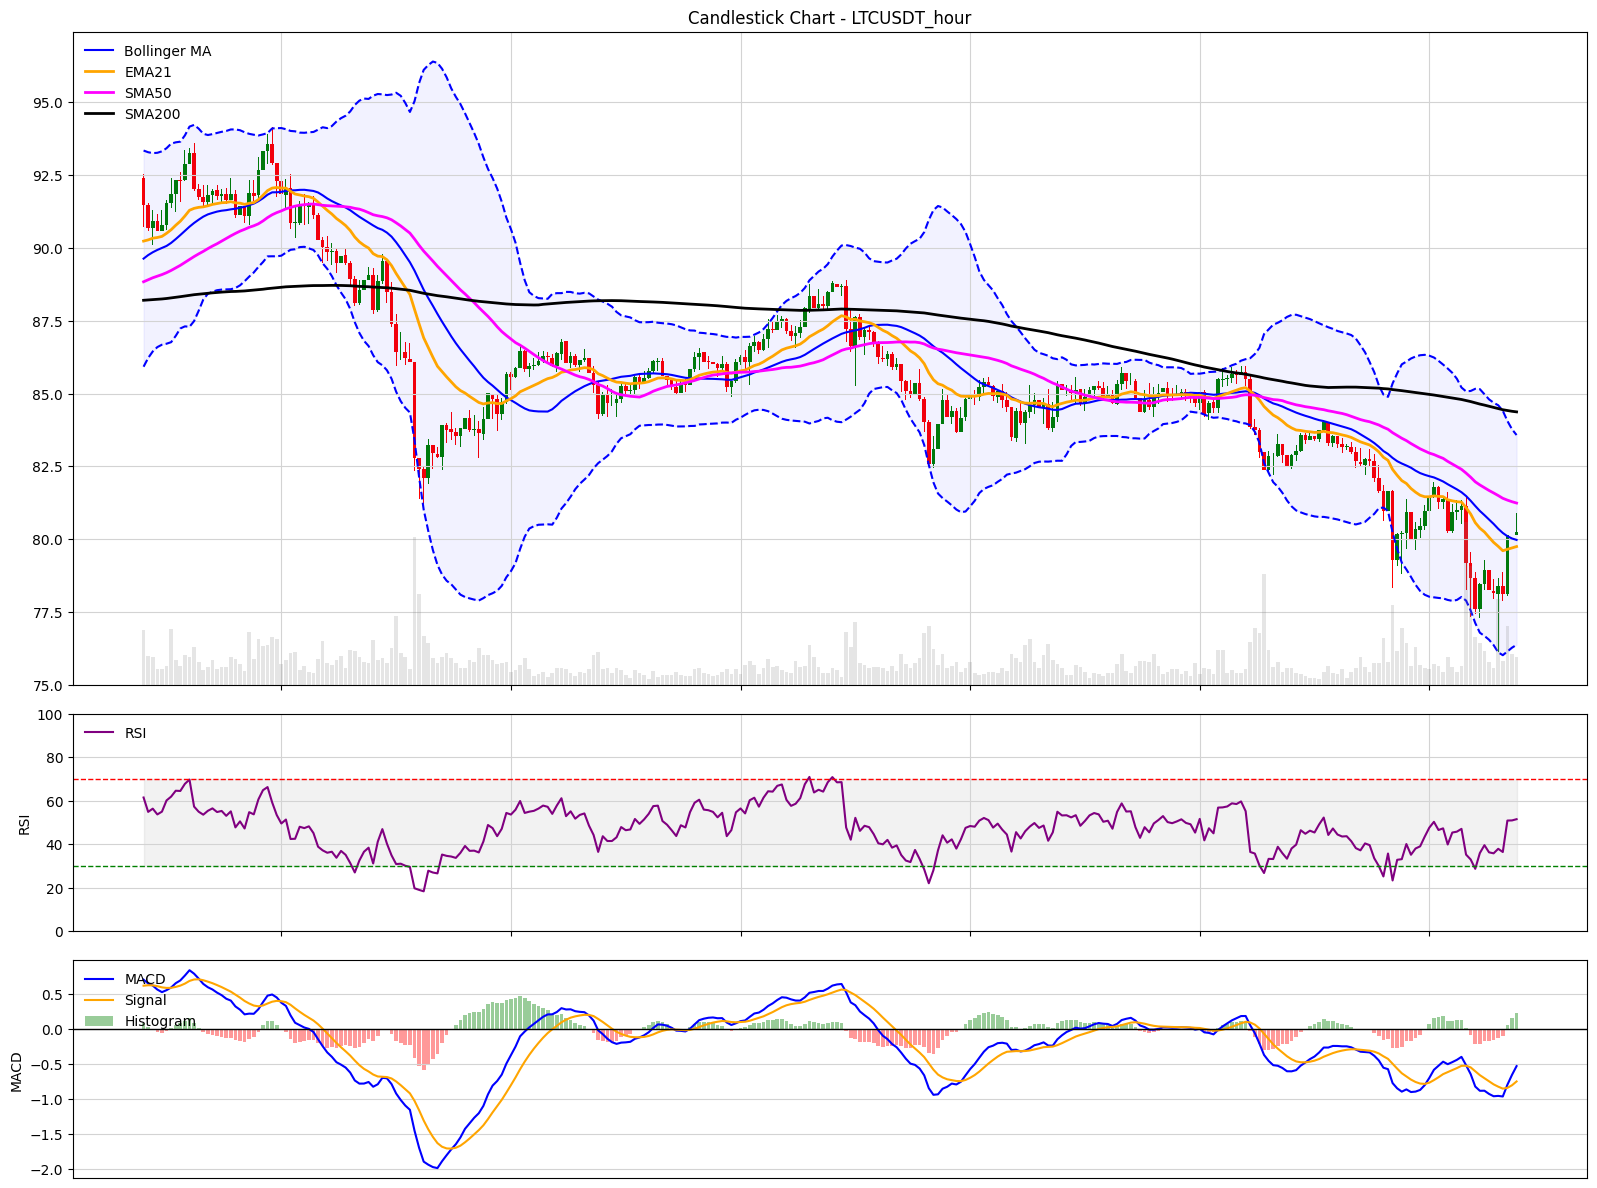 Candlestick Chart - LTCUSDT_hour
Bollinger MA
EMA21
SMA50
SMA200
95.0
92.5
90.0
87.5
85.0
82.5
80.0
77.5
75.0
RSI
RSI
100
80
60
40
20
0
MACD
Signal
Histogram
MACD
0.5
0.0
−0.5
−1.0
−1.5
−2.0